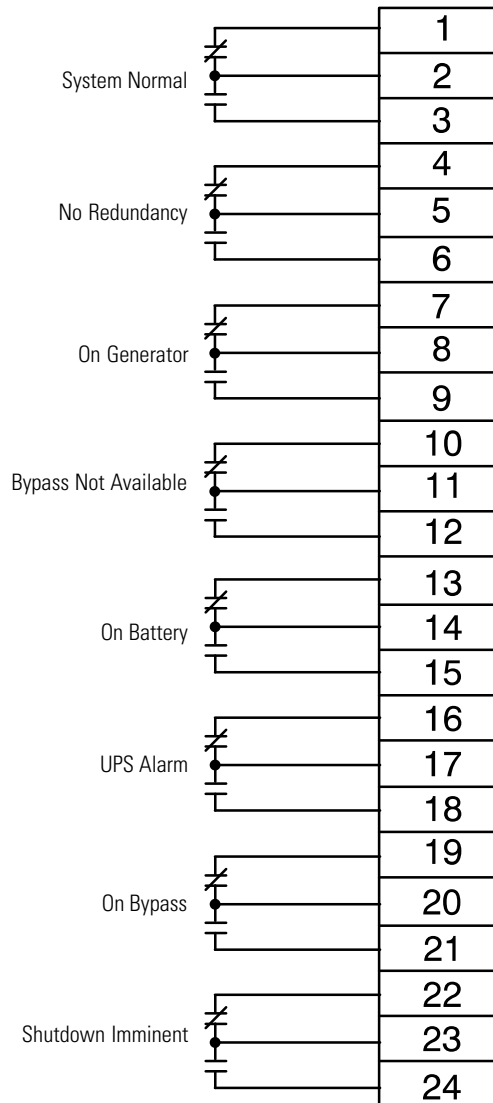 1
System Normal 2
3
4
No Redundancy 5
6
7
On Generator 8
9
10
Bypass Not Available 11
12
13
On Battery 14
15
16
UPS Alarm 17
18
19
On Bypass 20
21
22
Shutdown Imminent 23
24